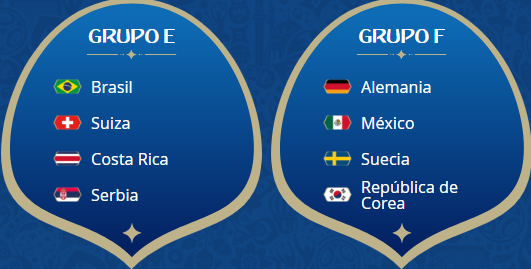 GRUPO E
Brasil
Suiza
Costa Rica
Serbia
GRUPO F
Alemania
México
Suecia
República de
Corea